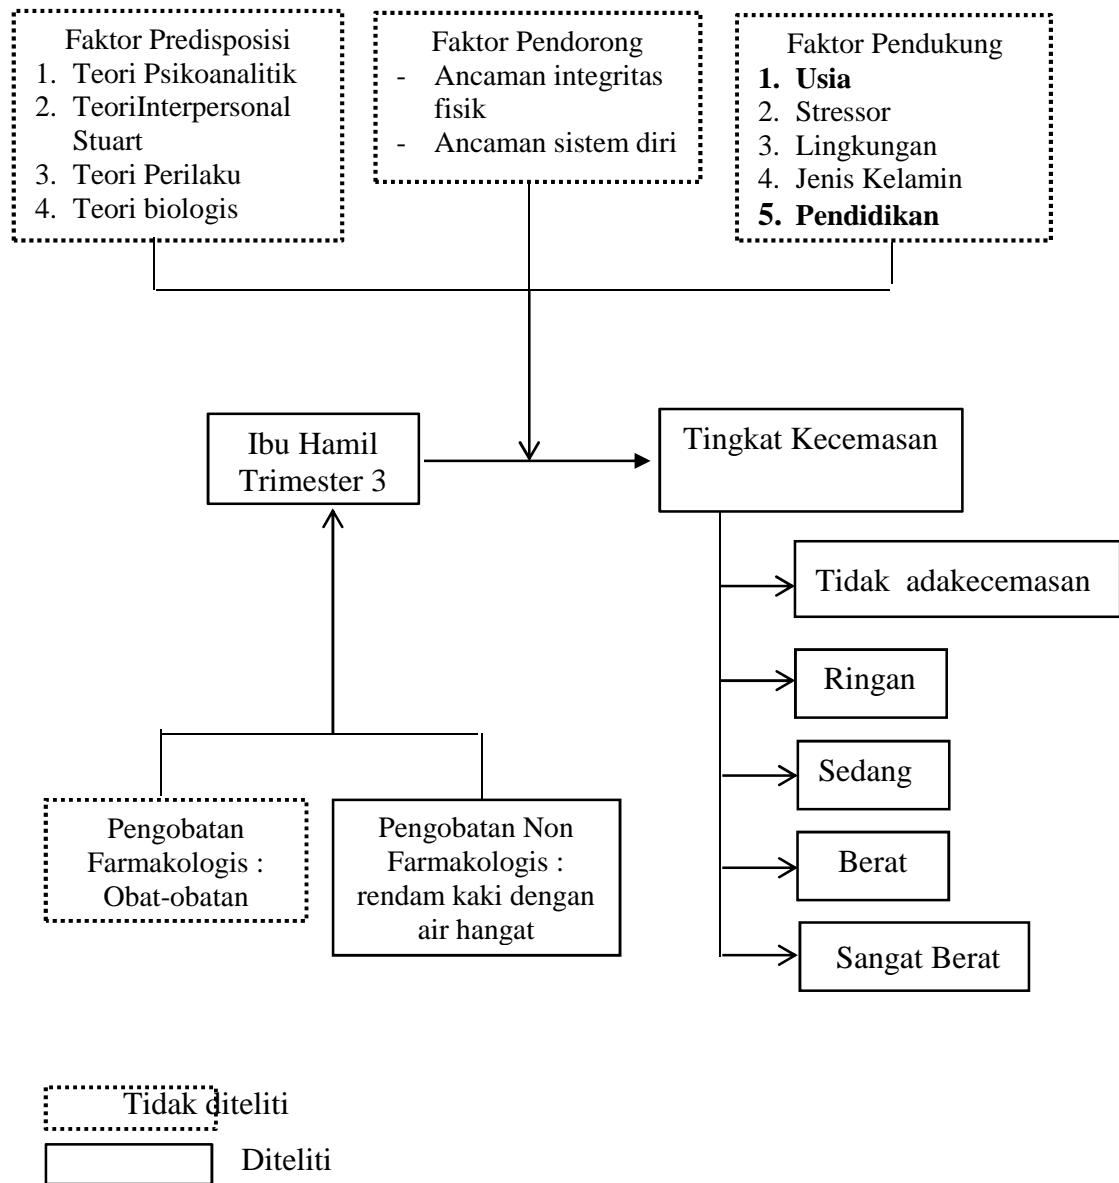 Faktor Predisposisi
1. Teori Psikoanalitik
2. TeoriInterpersonal
Stuart
3. Teori Perilaku
4. Teori biologis
Faktor Pendorong
- Ancaman integritas
fisik
- Ancaman sistem diri
Faktor Pendukung
1. Usia
2. Stressor
3. Lingkungan
4. Jenis Kelamin
5. Pendidikan
Ibu Hamil
Trimester 3
Tingkat Kecemasan
Tidak adakecemasan
Ringan
Sedang
Berat
Sangat Berat
Pengobatan
Farmakologis :
Obat-obatan
Pengobatan Non
Farmakologis :
rendam kaki dengan
air hangat
Tidak diteliti
Diteliti